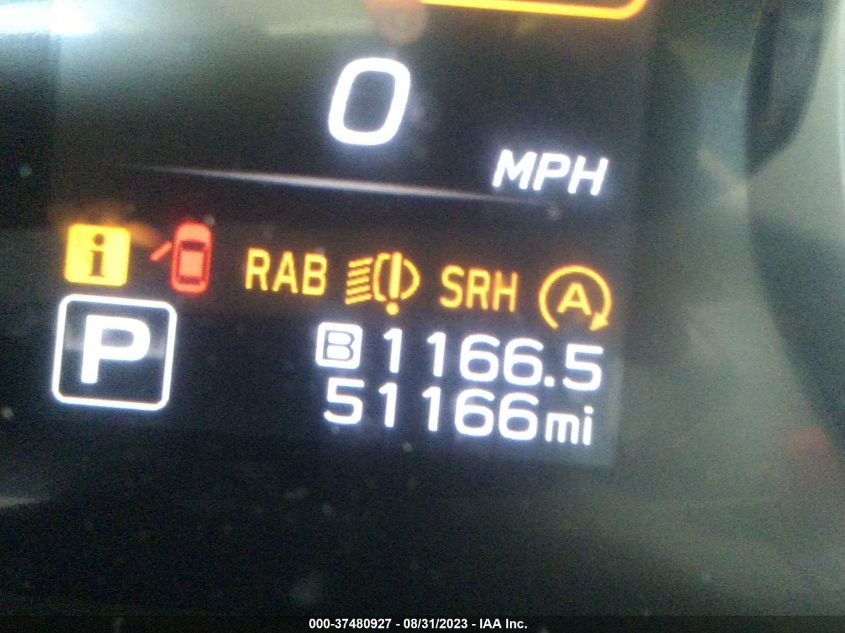 0
MPH
i RAB SRH A
P B 1166.5
51166mi
000-37480927 - 08/31/2023 - IAA Inc.